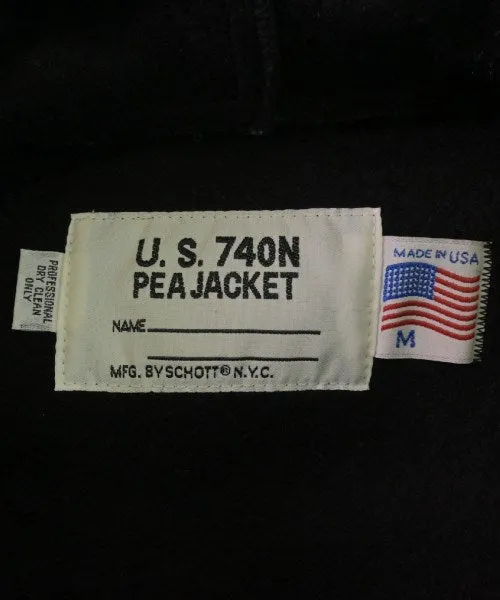 U. S. 740N
PEA JACKET
NAME
MFG. BY SCHOTT® N.Y.C.
PROFESSIONAL
DRY CLEAN
ONLY
MADE IN USA
M